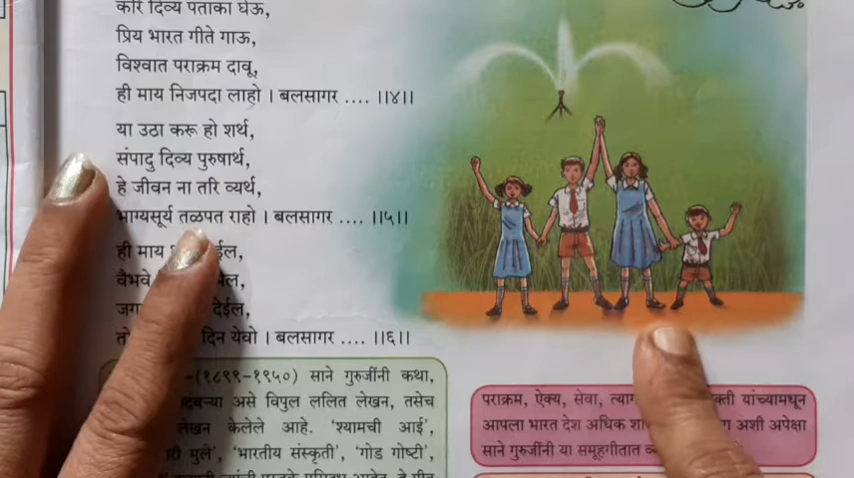 करि दिव्य पताका घेऊ,
प्रिय भारत गीते गाऊ,
विश्वात पराक्रम दावू,
ही माय निजपदा लाहो । बलसागर .... ।।४।।
या उठा करू हो शर्थ,
संपादु दिव्य पुरुषार्थ,
हे जीवन ना तरि व्यर्थ,
भाग्यसूर्य तळपत राहो । बलसागर .... ।।५।।
ही माय
वैभवे
देईल,
दिन येवो । बलसागर .... ।।६।।
-(१८९९-१९५०) साने गुरुजींनी कथा,
असे विपुल ललित लेखन, तसेच
लेखन केलेले आहे. ‘श्यामची आई’,
मुले’, ‘भारतीय संस्कृती’, ‘गोड गोष्टी’,
पराक्रम, ऐक्य, सेवा, यांच्यामधून
आपला भारत देश अधिक अशी अपेक्षा
साने गुरुजींनी या समूहगीतात